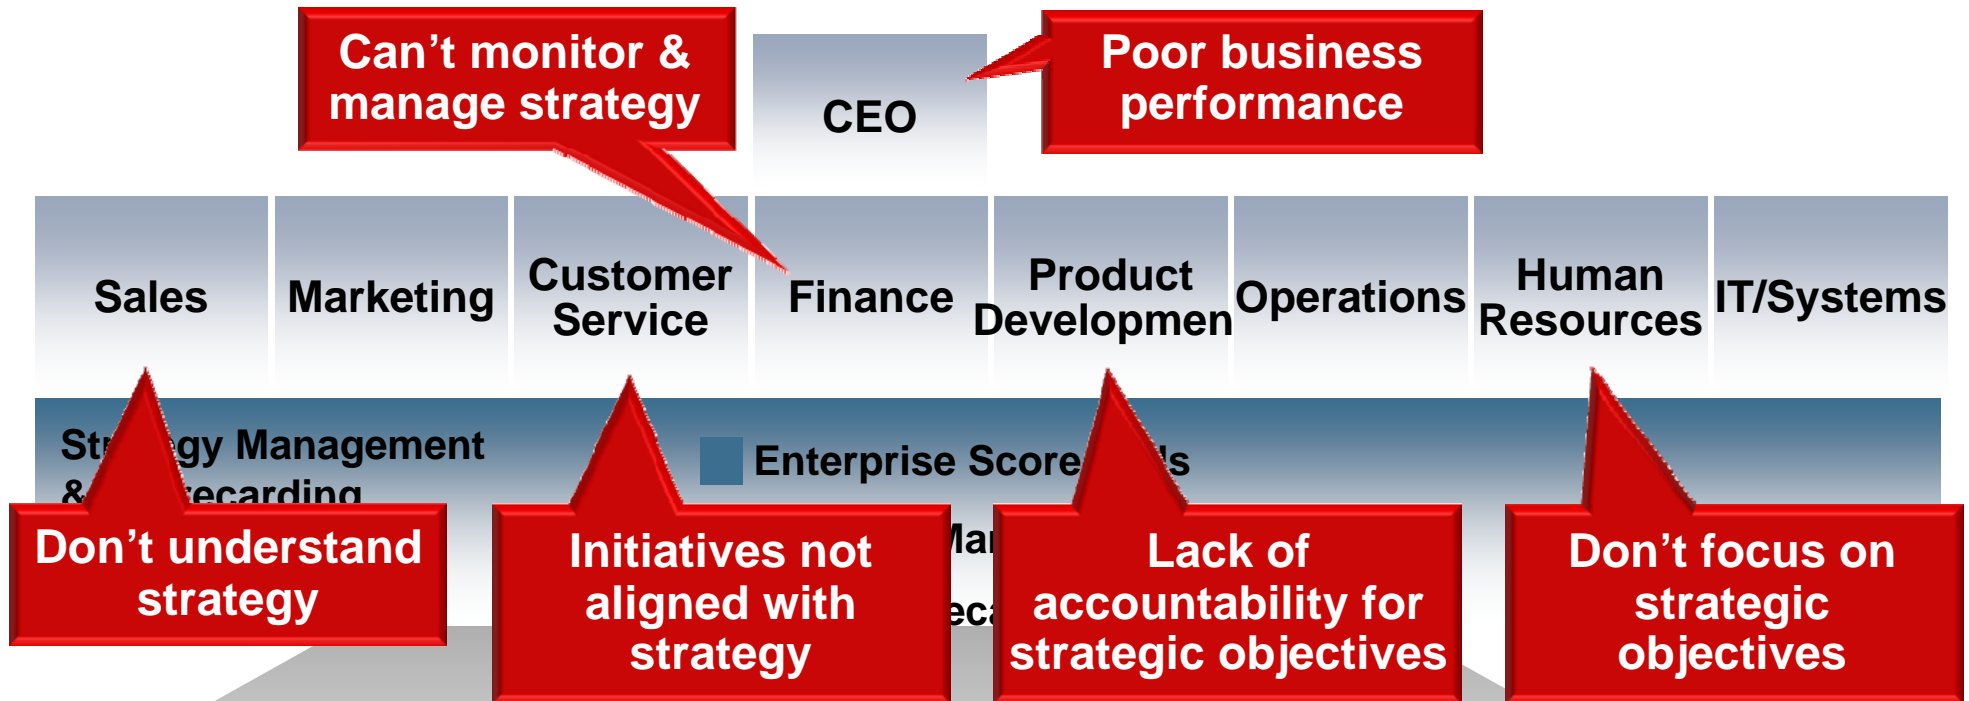 Can’t monitor &
manage strategy
CEO
Poor business
performance
Sales
Marketing
Customer
Service
Finance
Product
Developmen
Operations
Human
Resources
IT/Systems
Management
&
Enterprise
Don’t understand
strategy
Initiatives not
aligned with
strategy
Lack of
accountability for
strategic objectives
Don’t focus on
strategic
objectives